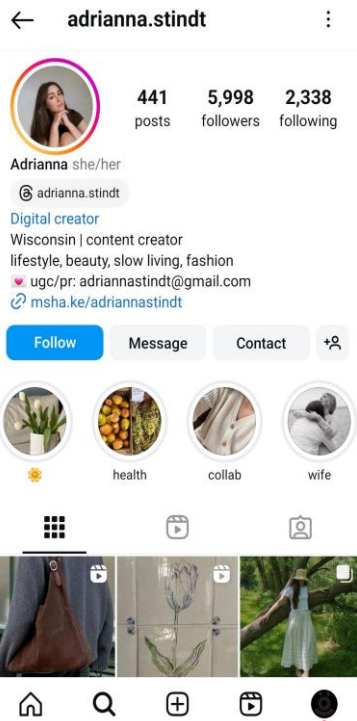 adrianna.stindt
441 5,998 2,338
posts followers following
Adrianna she/her
adrianna.stindt
Digital creator
Wisconsin | content creator
lifestyle, beauty, slow living, fashion
💌 ugc/pr: adriannastindt@gmail.com
msha.ke/adriannastindt
Follow Message Contact
🌼 health collab wife